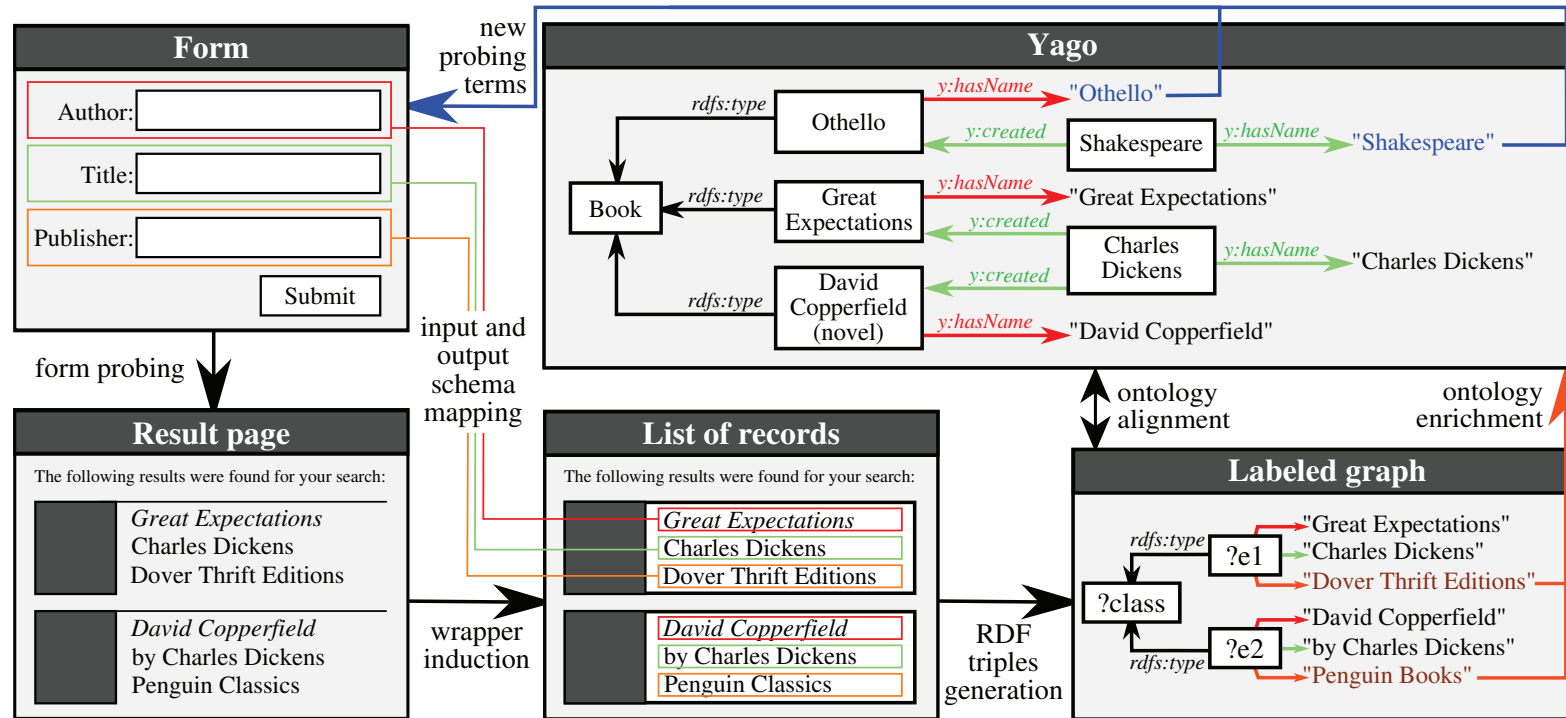 Form
Author:
Title:
Publisher:
Submit
new
probing
terms
Yago
Book
rdfs:type
Othello
y:hasName
"Othello"
y:created
Shakespeare
y:hasName
"Shakespeare"
rdfs:type
Great
Expectations
y:hasName
"Great Expectations"
y:created
Charles
Dickens
y:hasName
"Charles Dickens"
y:created
rdfs:type
David
Copperfield
(novel)
y:hasName
"David Copperfield"
form probing
input and
output
schema
mapping
ontology
alignment
ontology
enrichment
Result page
The following results were found for your search:
Great Expectations
Charles Dickens
Dover Thrift Editions
David Copperfield
by Charles Dickens
Penguin Classics
wrapper
induction
List of records
The following results were found for your search:
Great Expectations
Charles Dickens
Dover Thrift Editions
David Copperfield
by Charles Dickens
Penguin Classics
RDF
triples
generation
Labeled graph
?class
rdfs:type
?e1
"Great Expectations"
"Charles Dickens"
"Dover Thrift Editions"
rdfs:type
?e2
"David Copperfield"
"by Charles Dickens"
"Penguin Books"